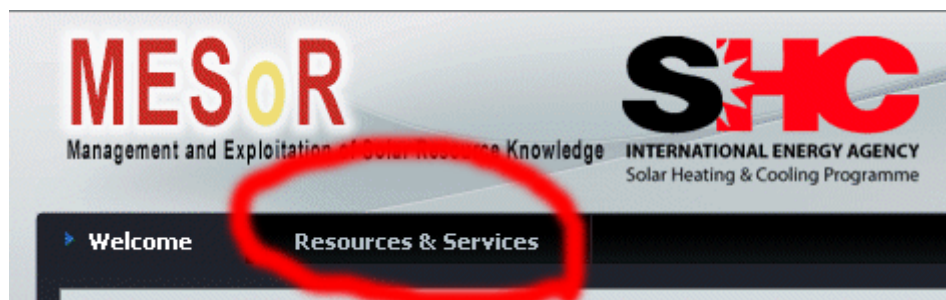 MESoR
Management and Exploitation of Solar Resource Knowledge
SHC
INTERNATIONAL ENERGY AGENCY
Solar Heating & Cooling Programme
Welcome
Resources & Services